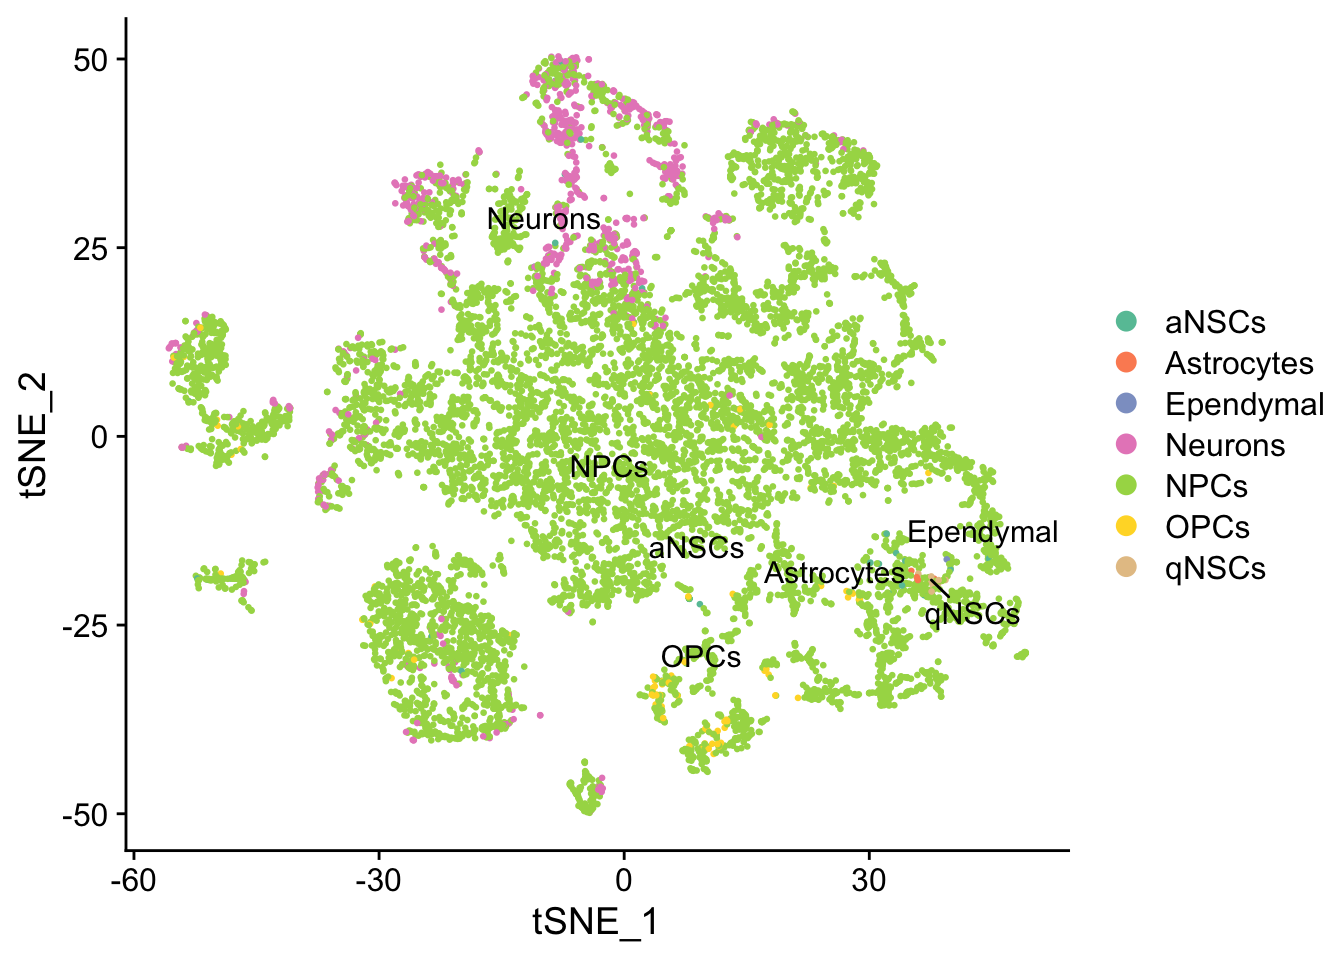 50
25
0
-25
-50
tSNE_2
-60
-30
0
30
tSNE_1
Neurons
NPCs
aNSCs
Ependymal
Astrocytes
qNSCs
OPCs
aNSCs
Astrocytes
Ependymal
Neurons
NPCs
OPCs
qNSCs